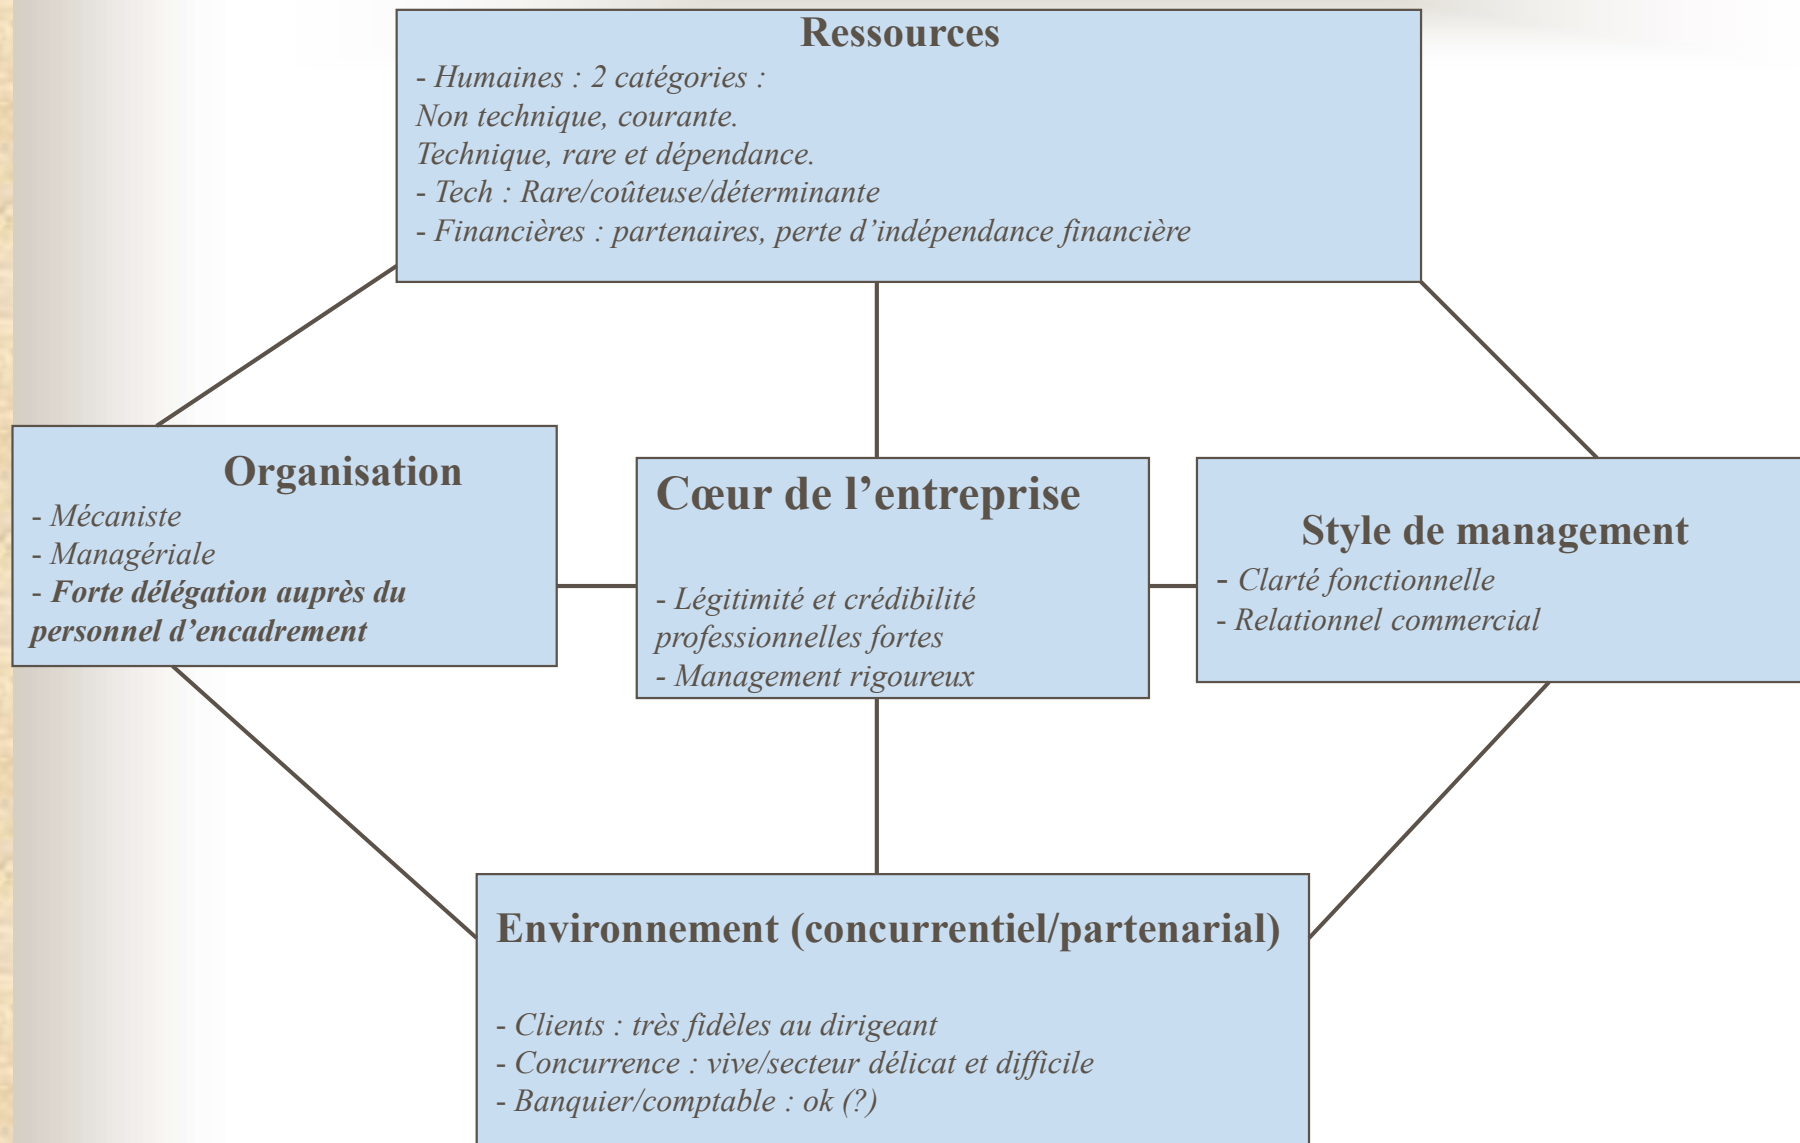 Ressources
- Humaines : 2 catégories :
Non technique, courante.
Technique, rare et dépendance.
- Tech : Rare/coûteuse/déterminante
- Financières : partenaires, perte d’indépendance financière
Organisation
- Mécaniste
- Managériale
- Forte délégation auprès du
personnel d’encadrement
Cœur de l’entreprise
- Légitimité et crédibilité
professionnelles fortes
- Management rigoureux
Style de management
- Clarté fonctionnelle
- Relationnel commercial
Environnement (concurrentiel/partenarial)
- Clients : très fidèles au dirigeant
- Concurrence : vive/secteur délicat et difficile
- Banquier/comptable : ok (?)